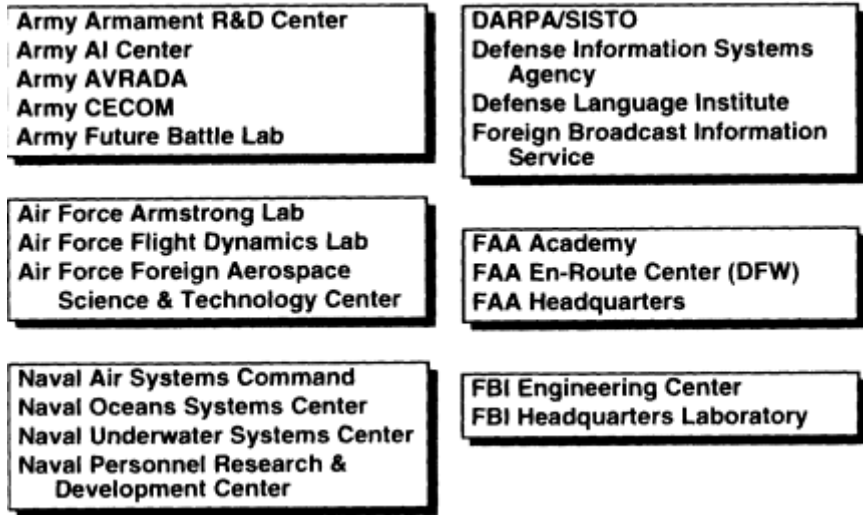 Army Armament R&D Center
Army AI Center
Army AVRADA
Army CECOM
Army Future Battle Lab
Air Force Armstrong Lab
Air Force Flight Dynamics Lab
Air Force Foreign Aerospace
Science & Technology Center
Naval Air Systems Command
Naval Oceans Systems Center
Naval Underwater Systems Center
Naval Personnel Research &
Development Center
DARPA/SISTO
Defense Information Systems
Agency
Defense Language Institute
Foreign Broadcast Information
Service
FAA Academy
FAA En-Route Center (DFW)
FAA Headquarters
FBI Engineering Center
FBI Headquarters Laboratory